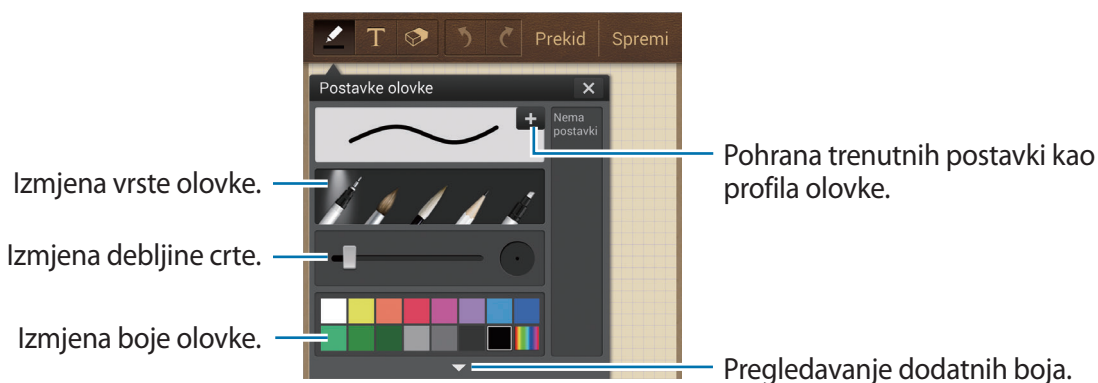 T
Prekid
Spremi
Postavke olovke
Nema
postavki
Pohrana trenutnih postavki kao
profila olovke.
Izmjena vrste olovke.
Izmjena debljine crte.
Izmjena boje olovke.
Pregledavanje dodatnih boja.